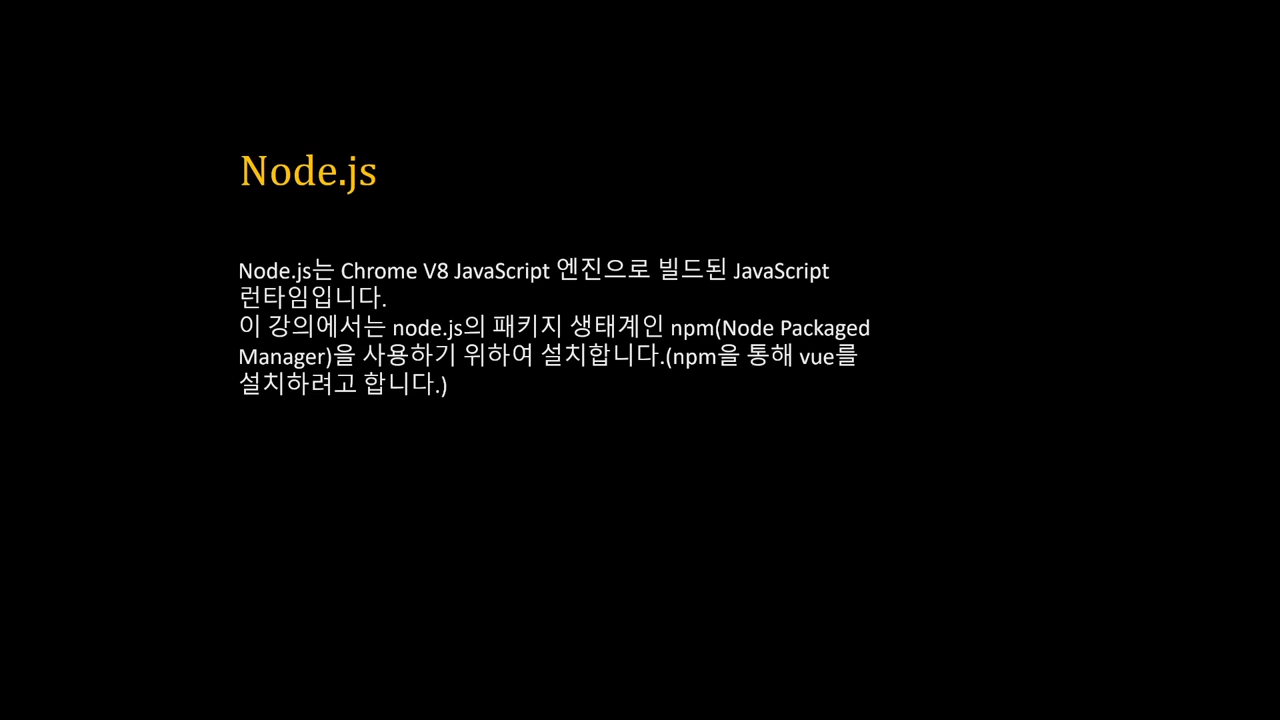 Node.js
Node.js는 Chrome V8 JavaScript 엔진으로 빌드된 JavaScript
런타임입니다.
이 강의에서는 node.js의 패키지 생태계인 npm(Node Packaged
Manager)을 사용하기 위하여 설치합니다.(npm을 통해 vue를
설치하려고 합니다.)